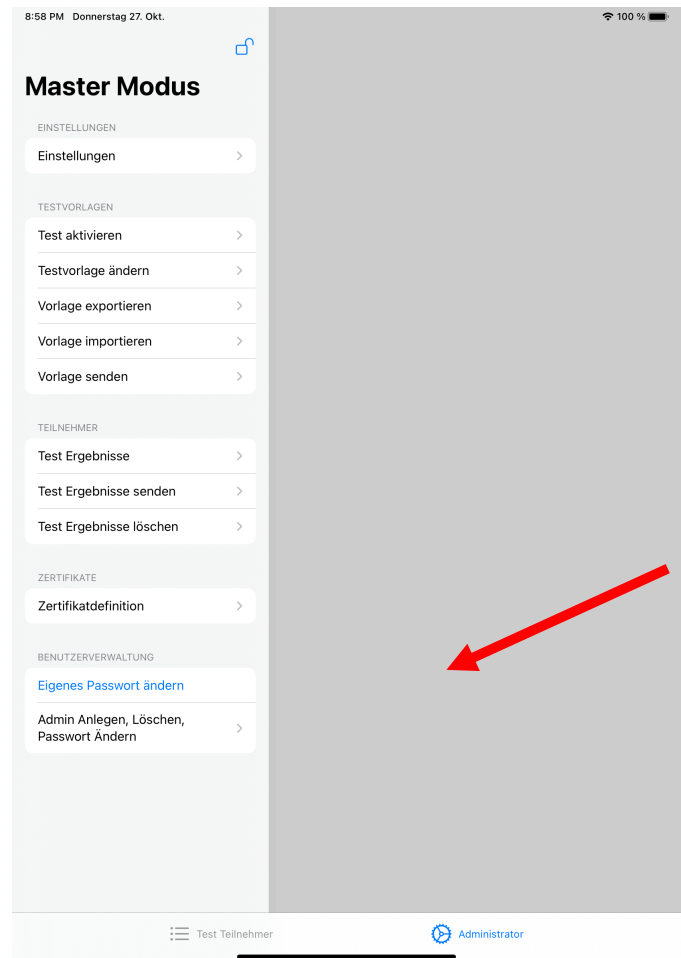 8:58 PM Donnerstag 27. Okt.
100 %
Master Modus
EINSTELLUNGEN
Einstellungen
TESTVORLAGEN
Test aktivieren
Testvorlage ändern
Vorlage exportieren
Vorlage importieren
Vorlage senden
TEILNEHMER
Test Ergebnisse
Test Ergebnisse senden
Test Ergebnisse löschen
ZERTIFIKATE
Zertifikatdefinition
BENUTZERVERWALTUNG
Eigenes Passwort ändern
Admin Anlegen, Löschen,
Passwort Ändern
Test Teilnehmer
Administrator